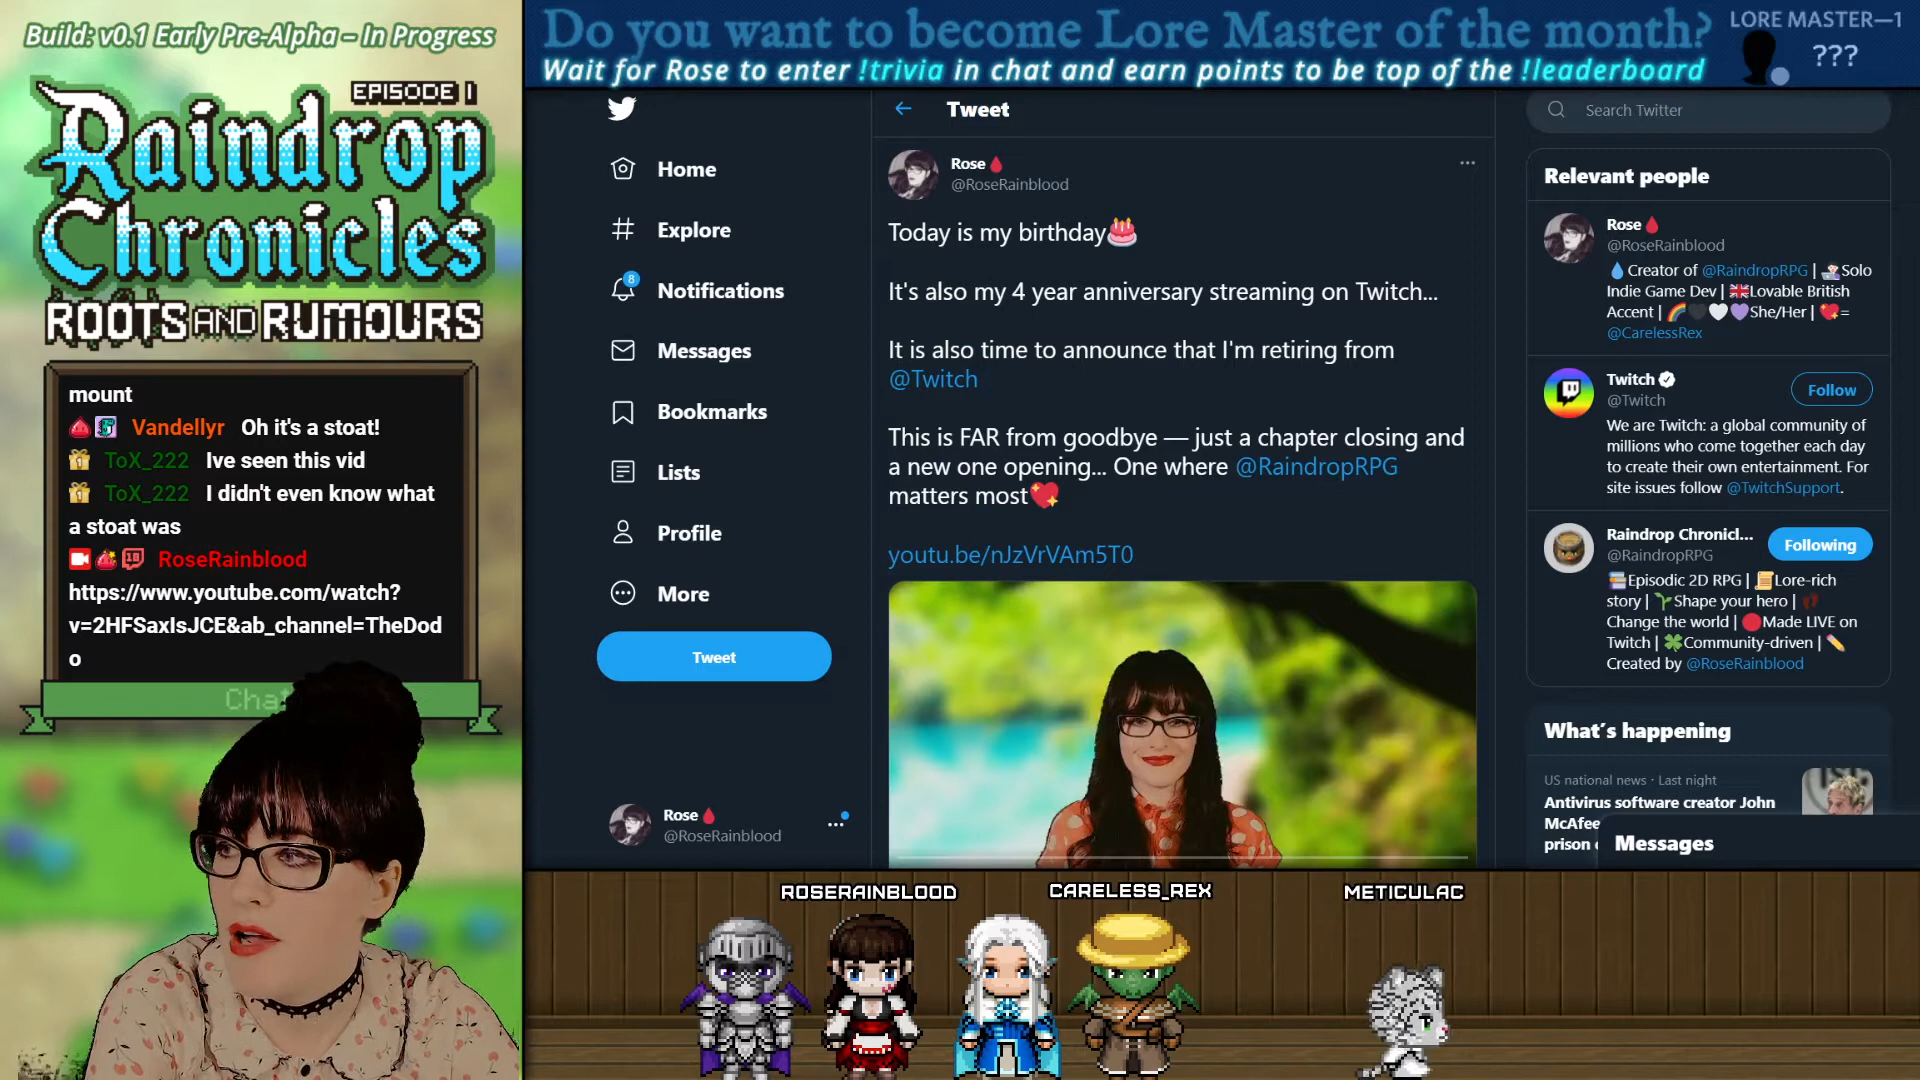 Build: v0.1 Early Pre-Alpha – In Progress
EPISODE I
Raindrop
Chronicles
ROOTS AND RUMOURS
mount
Vandellyr Oh it's a stoat!
ToX_222 Ive seen this vid
ToX_222 I didn't even know what
a stoat was
RoseRainblood
https://www.youtube.com/watch?
v=2HFSaxIsJCE&ab_channel=TheDod
o
Do you want to become Lore Master of the month?
Wait for Rose to enter !trivia in chat and earn points to be top of the !leaderboard
LORE MASTER—1
???
Home
Explore
8
Notifications
Messages
Bookmarks
Lists
Profile
More
Tweet
Rose
@RoseRainblood
Tweet
Rose
@RoseRainblood
Today is my birthday
It's also my 4 year anniversary streaming on Twitch...
It is also time to announce that I'm retiring from
@Twitch
This is FAR from goodbye — just a chapter closing and
a new one opening... One where @RaindropRPG
matters most
youtu.be/nJzVrVAm5T0
Search Twitter
Relevant people
Rose
@RoseRainblood
Creator of @RaindropRPG | Solo
Indie Game Dev | Lovable British
Accent | She/Her | =
@CarelessRex
Twitch
@Twitch
Follow
We are Twitch: a global community of
millions who come together each day
to create their own entertainment. For
site issues follow @TwitchSupport.
Raindrop Chronicl...
@RaindropRPG
Following
Episodic 2D RPG | Lore-rich
story | Shape your hero |
Change the world | Made LIVE on
Twitch | Community-driven |
Created by @RoseRainblood
What's happening
US national news · Last night
Antivirus software creator John
McAfee
prison
Messages
ROSERAINBLOOD
CARELESS_REX
METICULAC